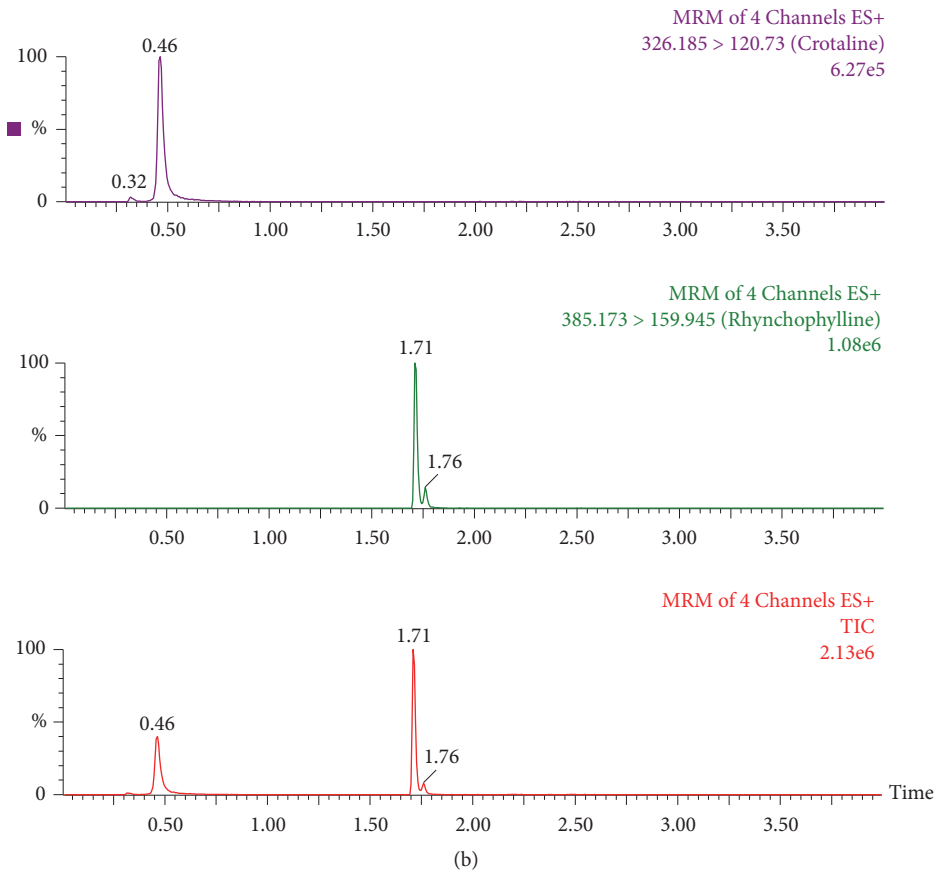 MRM of 4 Channels ES+
326.185 > 120.73 (Crotaline)
6.27e5
0.46
100
%
0.32
0
0.50 1.00 1.50 2.00 2.50 3.00 3.50
MRM of 4 Channels ES+
385.173 > 159.945 (Rhynchophylline)
1.08e6
1.71
100
%
1.76
0
0.50 1.00 1.50 2.00 2.50 3.00 3.50
MRM of 4 Channels ES+
TIC
2.13e6
1.71
100
0.46
%
1.76
0
Time
0.50 1.00 1.50 2.00 2.50 3.00 3.50
(b)